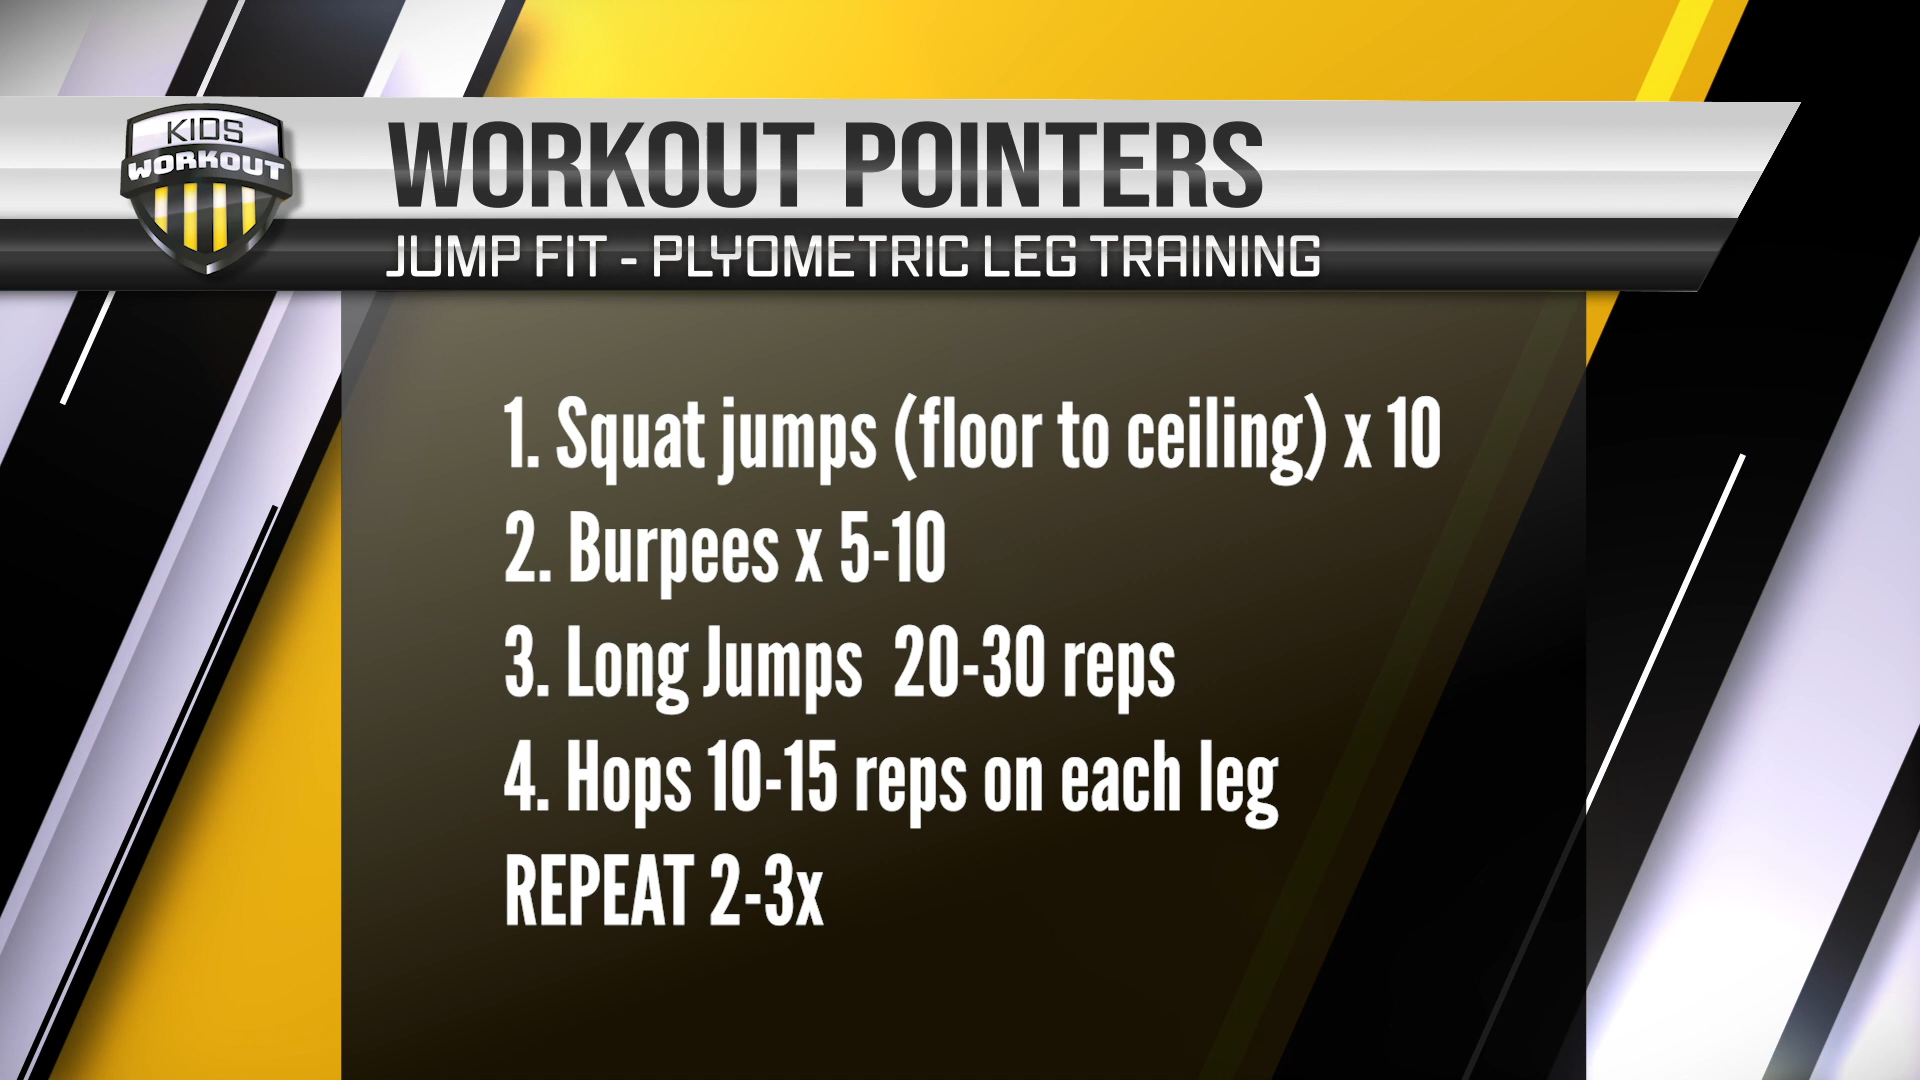 KIDS
WORKOUT
WORKOUT POINTERS
JUMP FIT - PLYOMETRIC LEG TRAINING
1. Squat jumps (floor to ceiling) x 10
2. Burpees x 5-10
3. Long Jumps  20-30 reps
4. Hops 10-15 reps on each leg
REPEAT 2-3x